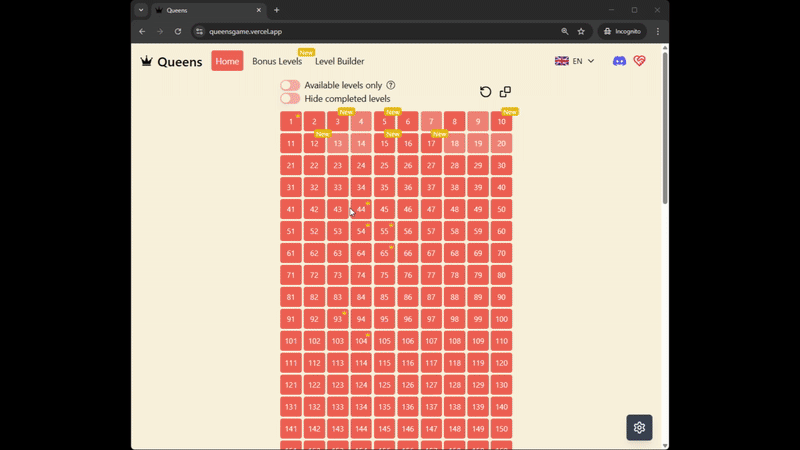 Queens
queensgame.vercel.app
Incognito
Queens
Home
Bonus Levels
New
Level Builder
EN
Available levels only
Hide completed levels
New New New
1 2 3 4 5 6 7 8 9 10
New New New
11 12 13 14 15 16 17 18 19 20
21 22 23 24 25 26 27 28 29 30
31 32 33 34 35 36 37 38 39 40
41 42 43 44 45 46 47 48 49 50
51 52 53 54 55 56 57 58 59 60
61 62 63 64 65 66 67 68 69 70
71 72 73 74 75 76 77 78 79 80
81 82 83 84 85 86 87 88 89 90
91 92 93 94 95 96 97 98 99 100
101 102 103 104 105 106 107 108 109 110
111 112 113 114 115 116 117 118 119 120
121 122 123 124 125 126 127 128 129 130
131 132 133 134 135 136 137 138 139 140
141 142 143 144 145 146 147 148 149 150